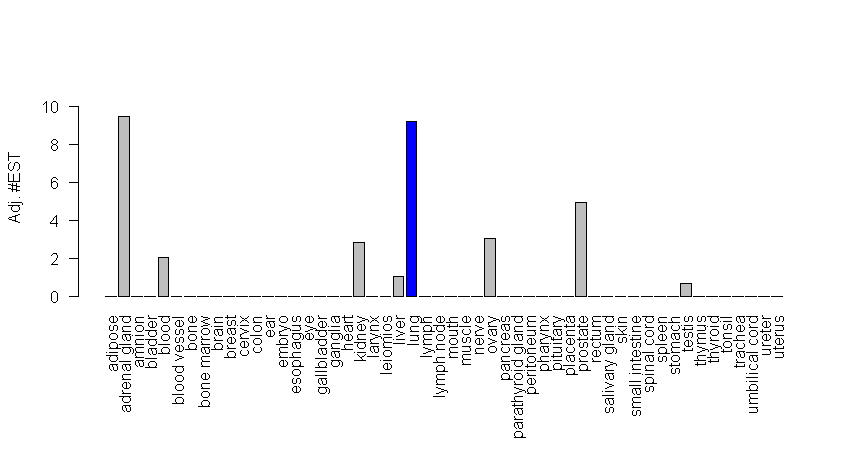 Adj. #EST
10
8
6
4
2
0
adipose
adrenal gland
amnion
bladder
blood
blood vessel
bone
bone marrow
brain
breast
cervix
colon
ear
embryo
esophagus
eye
gallbladder
ganglia
heart
kidney
larynx
leiomios
liver
lung
lymph
lymph node
mouth
muscle
nerve
ovary
pancreas
parathyroid gland
peritoneum
pharynx
pituitary
placenta
prostate
rectum
salivary gland
skin
small intestine
spinal cord
spleen
stomach
testis
thymus
thyroid
tonsil
trachea
umbilical cord
ureter
uterus